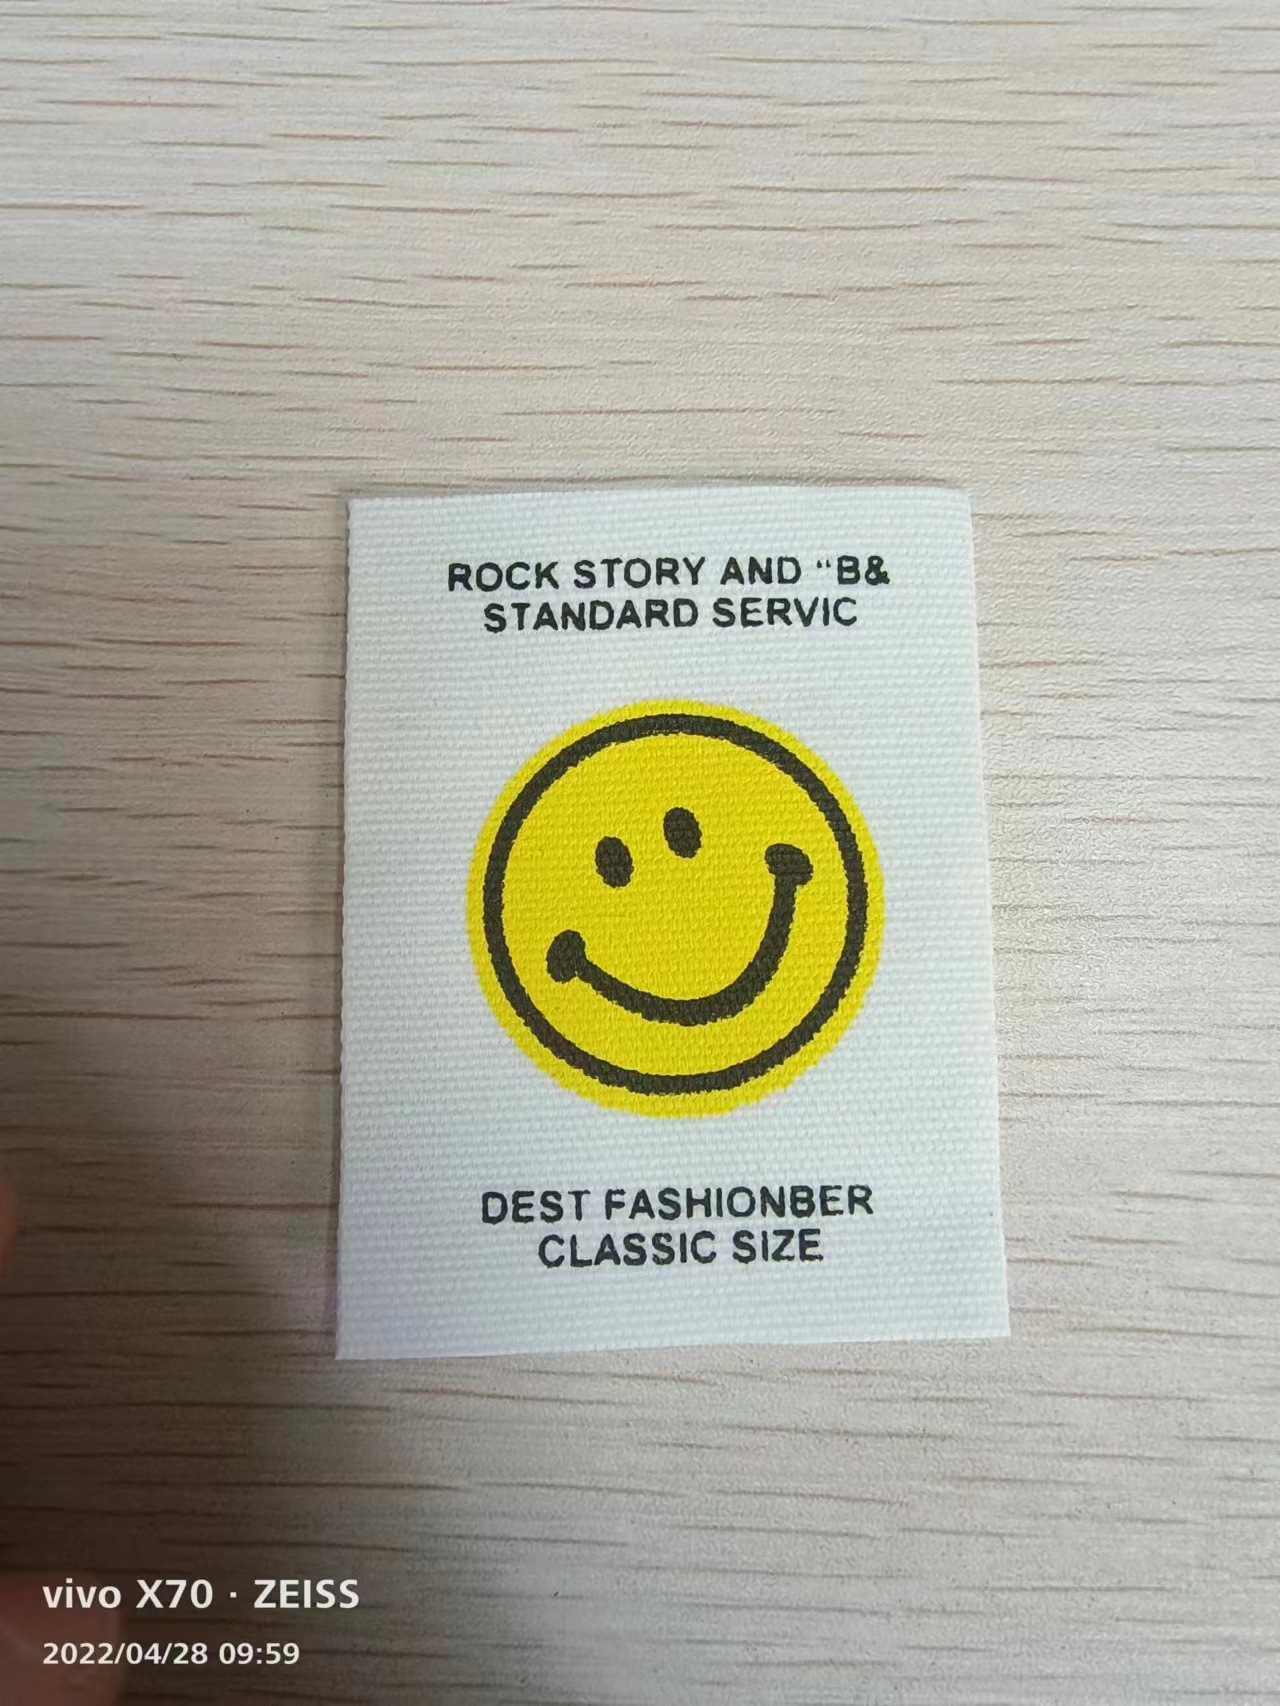 ROCK STORY AND “B&
STANDARD SERVIC
DEST FASHIONBER
CLASSIC SIZE
vivo X70 · ZEISS
2022/04/28 09:59